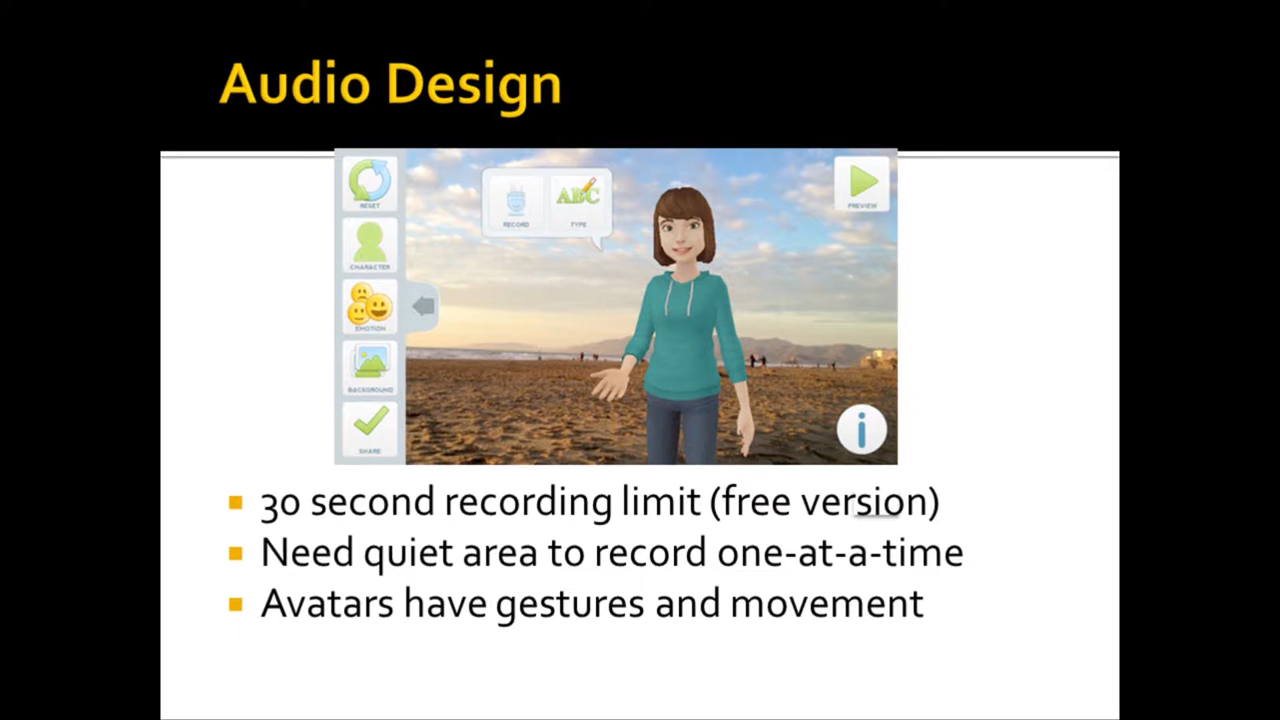 Audio Design
RESET
CHARACTER
EMOTION
BACKGROUND
SHARE
RECORD
ABC
TYPE
PREVIEW
i
30 second recording limit (free version)
Need quiet area to record one-at-a-time
Avatars have gestures and movement